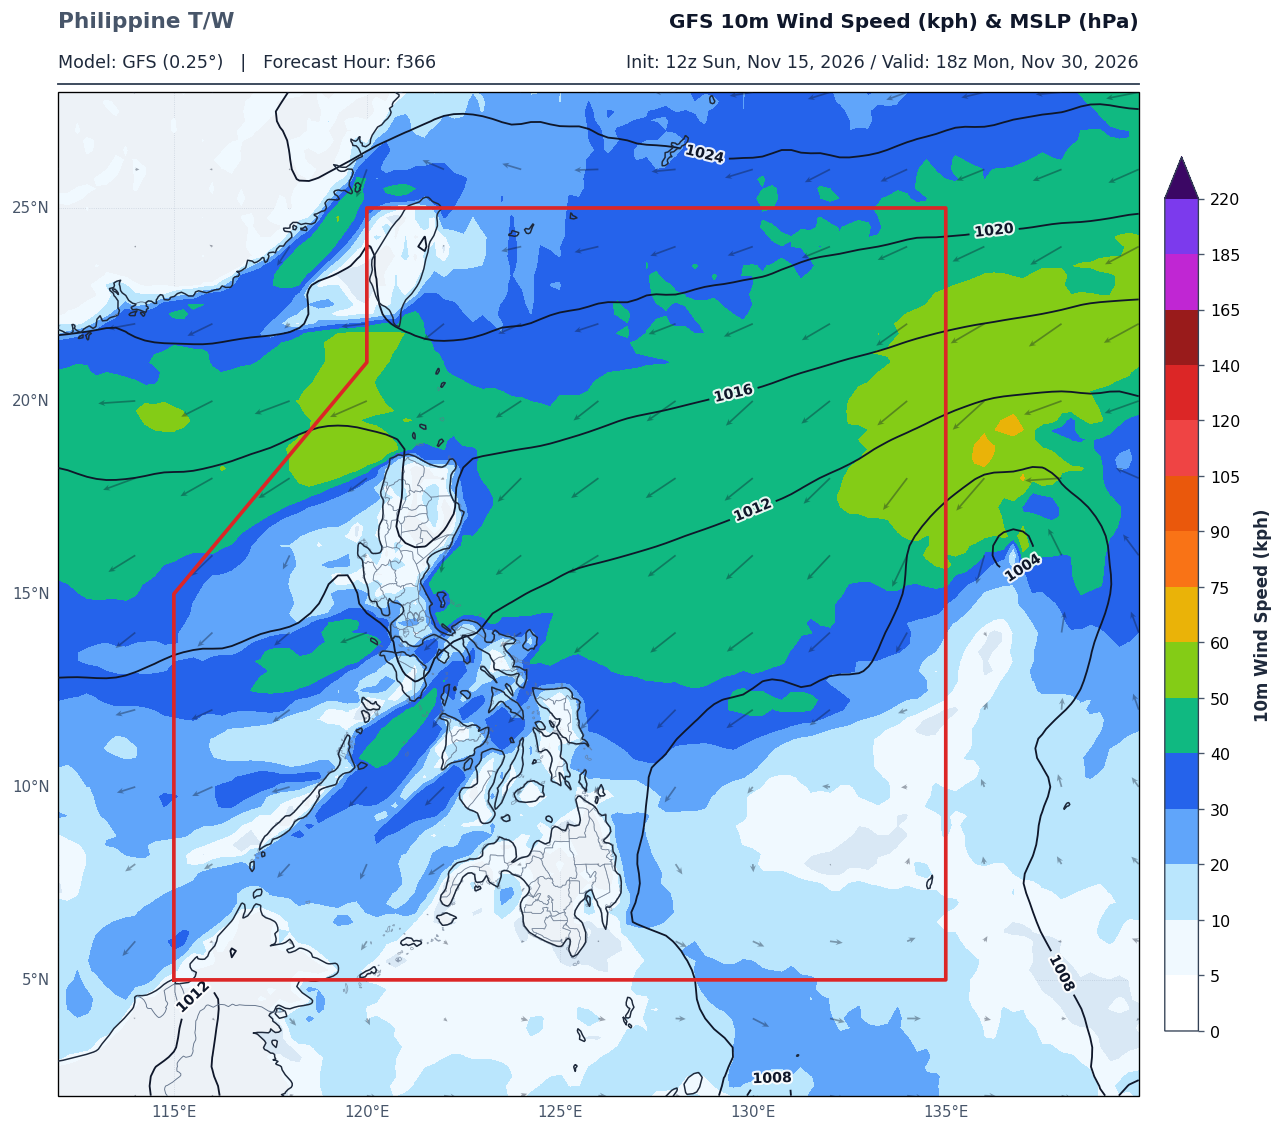 Philippine T/W
GFS 10m Wind Speed (kph) & MSLP (hPa)
Model: GFS (0.25°) | Forecast Hour: f366
Init: 12z Sun, Nov 15, 2026 / Valid: 18z Mon, Nov 30, 2026
1024
1020
1016
1012
1004
1008
1012
1008
25°N
20°N
15°N
10°N
5°N
115°E
120°E
125°E
130°E
135°E
220
185
165
140
120
105
90
75
60
50
40
30
20
10
5
0
10m Wind Speed (kph)